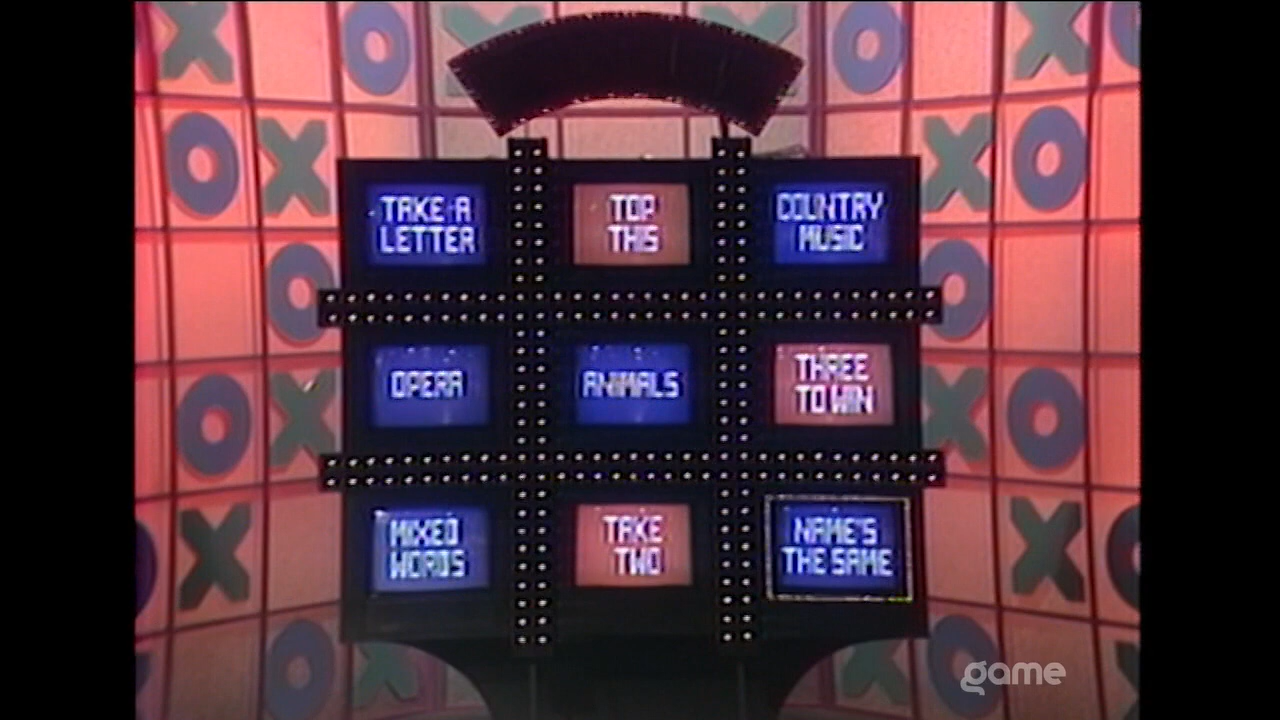 TAKE A
LETTER
TOP
THIS
COUNTRY
MUSIC
OPERA
ANIMALS
THREE
TO WIN
MIXED
WORDS
TAKE
TWO
NAME'S
THE SAME
game